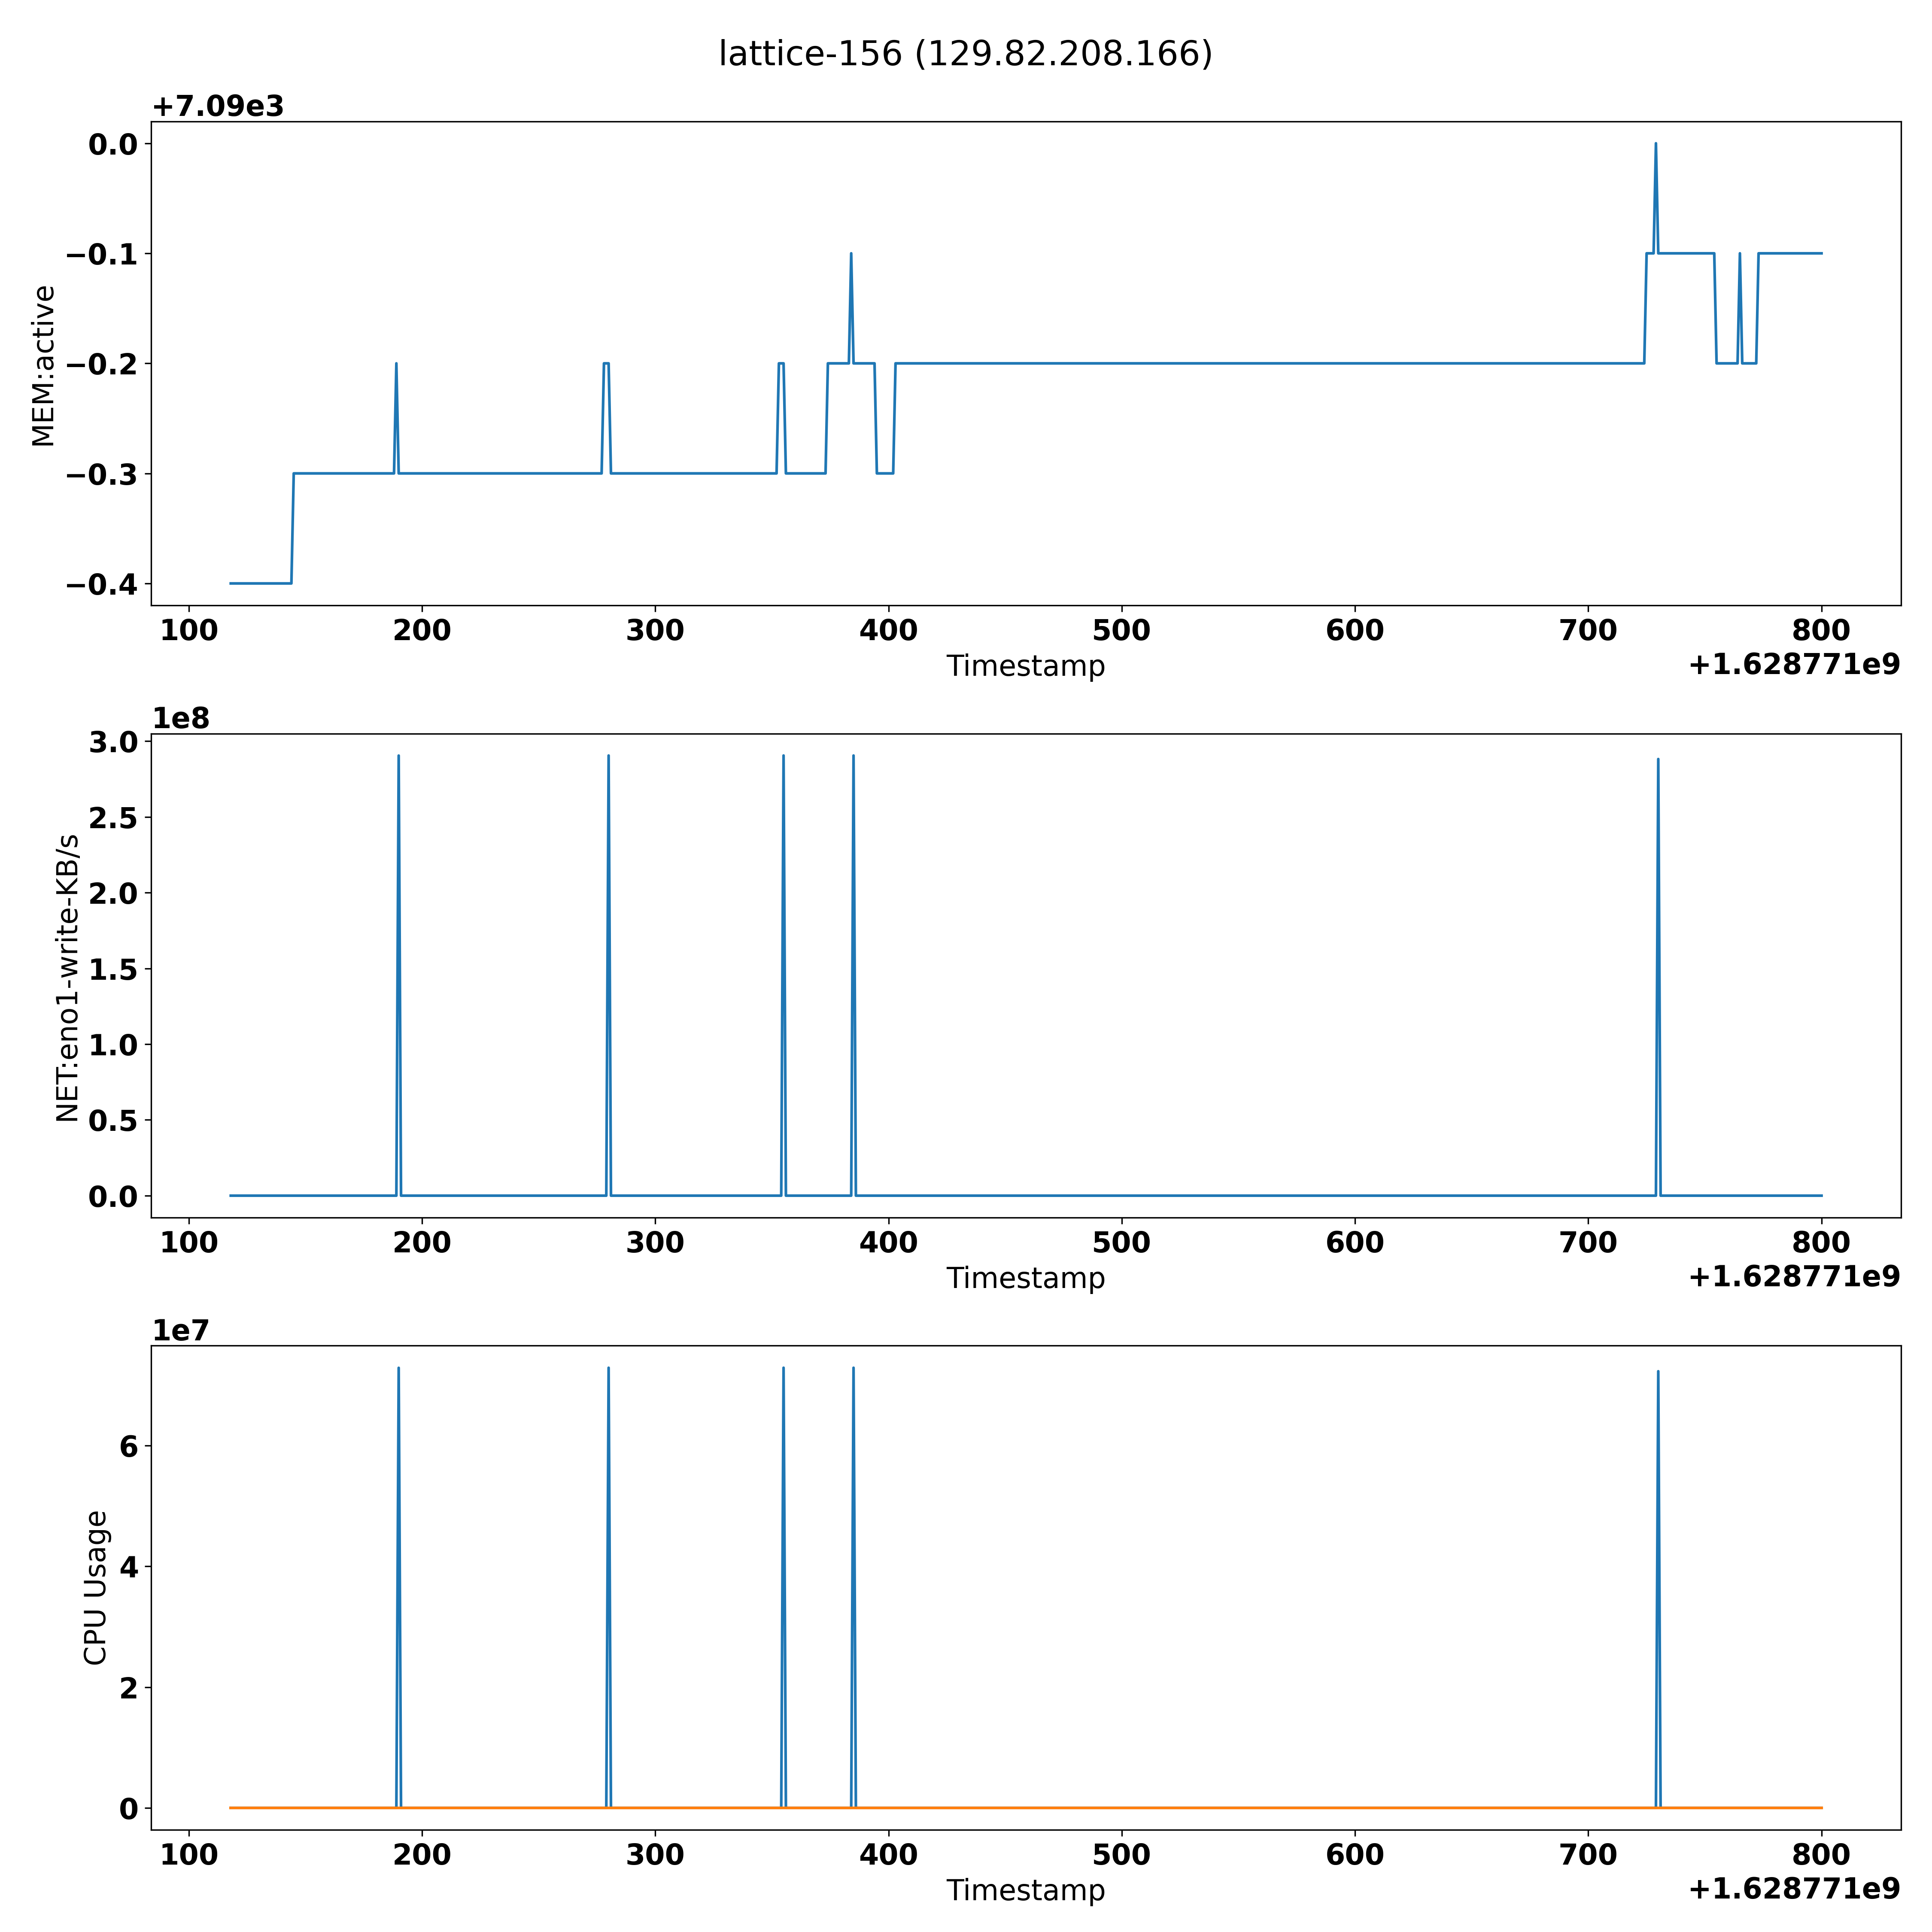 lattice-156 (129.82.208.166)
+7.09e3
0.0
−0.1
−0.2
−0.3
−0.4
MEM:active
100 200 300 400 500 600 700 800
Timestamp
+1.628771e9
1e8
3.0
2.5
2.0
1.5
1.0
0.5
0.0
NET:eno1-write-KB/s
100 200 300 400 500 600 700 800
Timestamp
+1.628771e9
1e7
6
4
2
0
CPU Usage
100 200 300 400 500 600 700 800
Timestamp
+1.628771e9